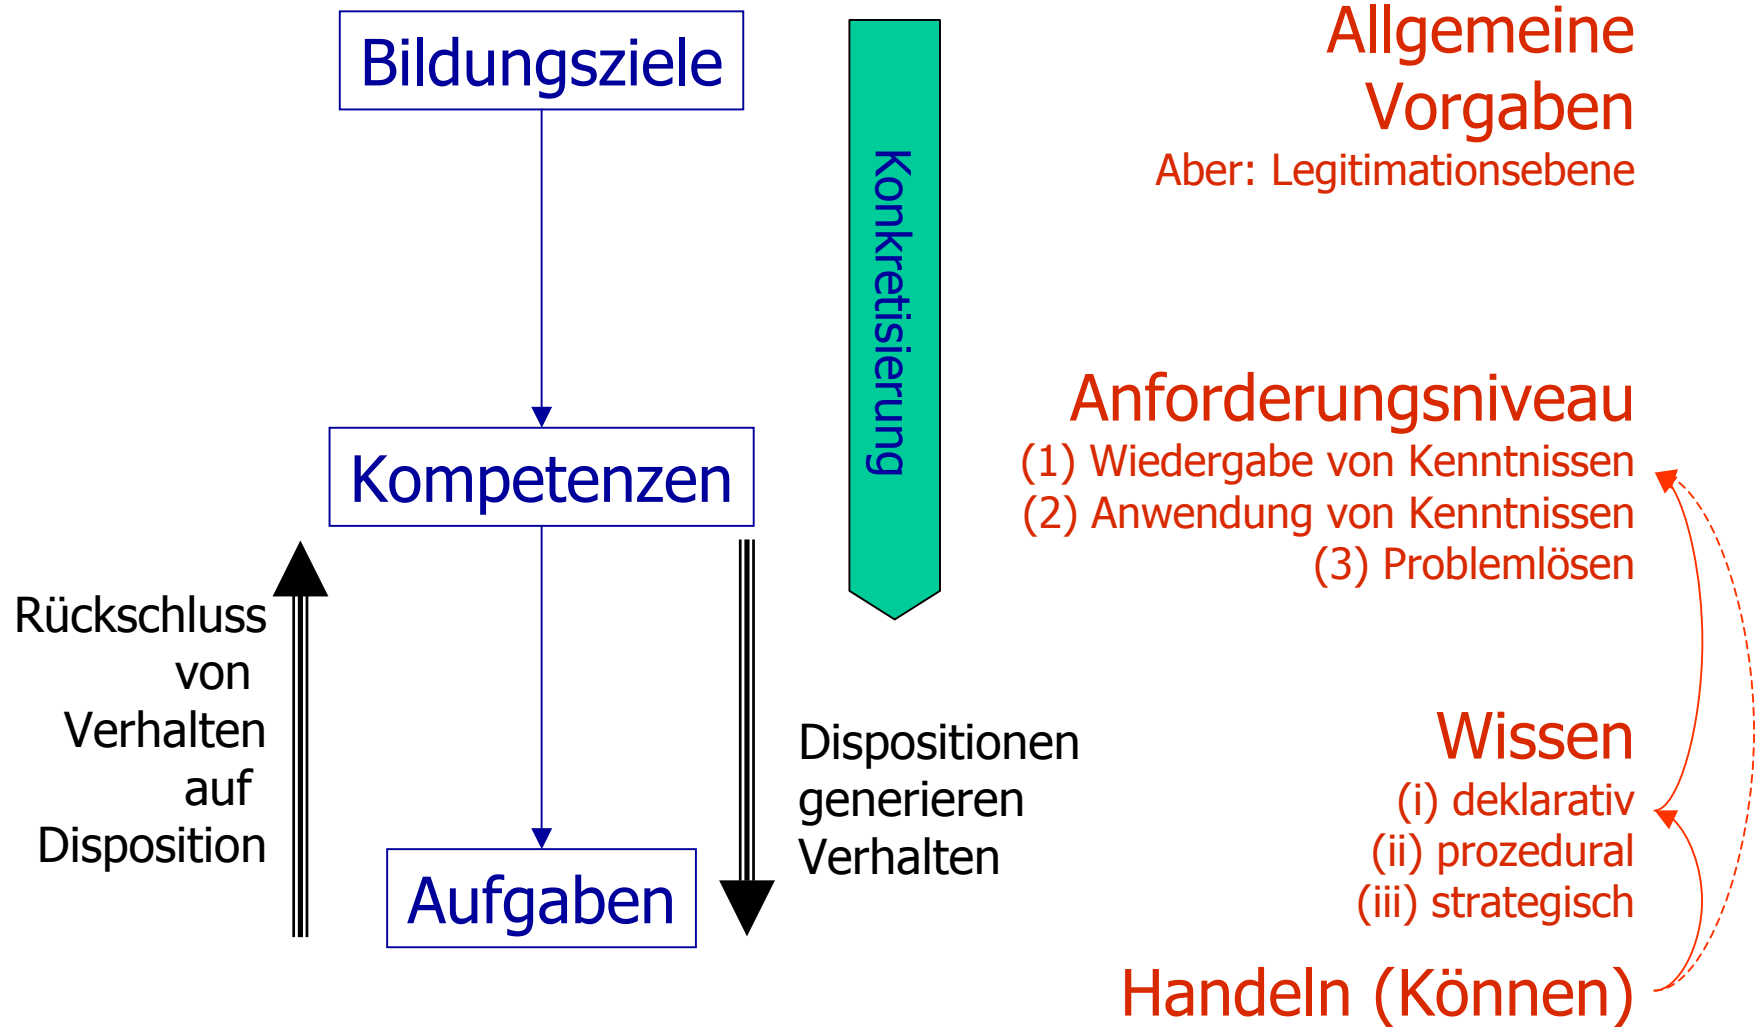 Bildungsziele
Kompetenzen
Aufgaben
Rückschluss
von
Verhalten
auf
Disposition
Dispositionen
generieren
Verhalten
Konkretisierung
Allgemeine
Vorgaben
Aber: Legitimationsebene
Anforderungsniveau
(1) Wiedergabe von Kenntnissen
(2) Anwendung von Kenntnissen
(3) Problemlösen
Wissen
(i) deklarativ
(ii) prozedural
(iii) strategisch
Handeln (Können)